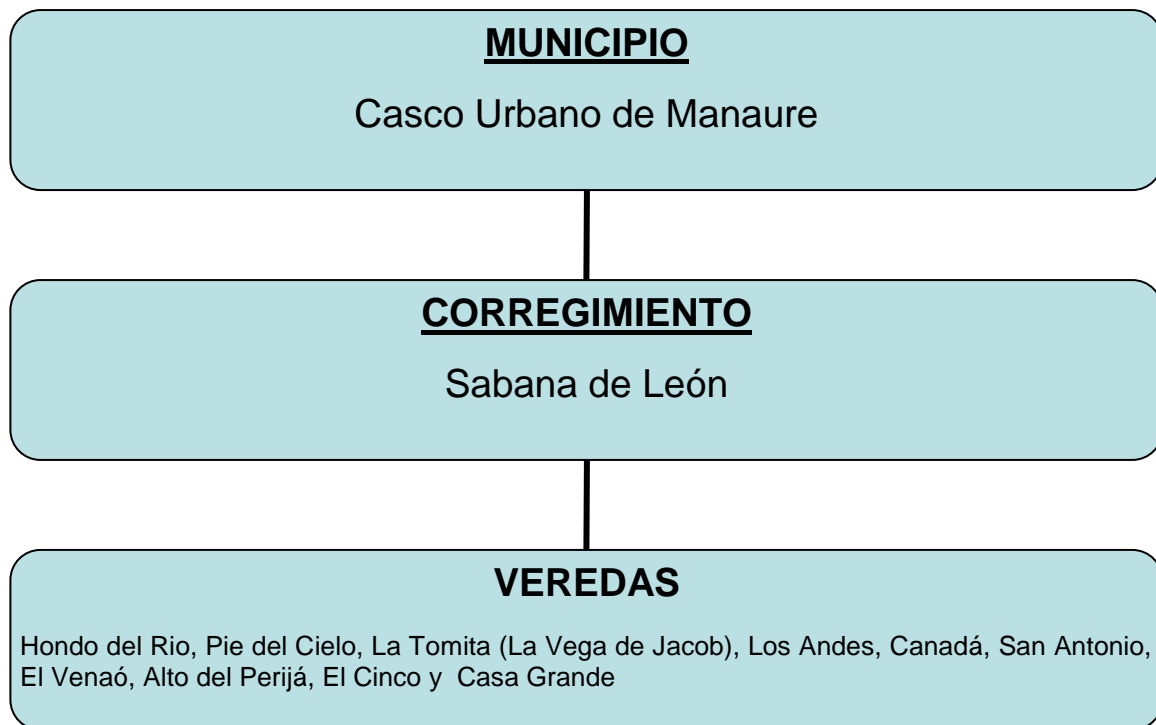 MUNICIPIO
Casco Urbano de Manaure
CORREGIMIENTO
Sabana de León
VEREDAS
Hondo del Rio, Pie del Cielo, La Tomita (La Vega de Jacob), Los Andes, Canadá, San Antonio,
El Venaó, Alto del Perijá, El Cinco y  Casa Grande